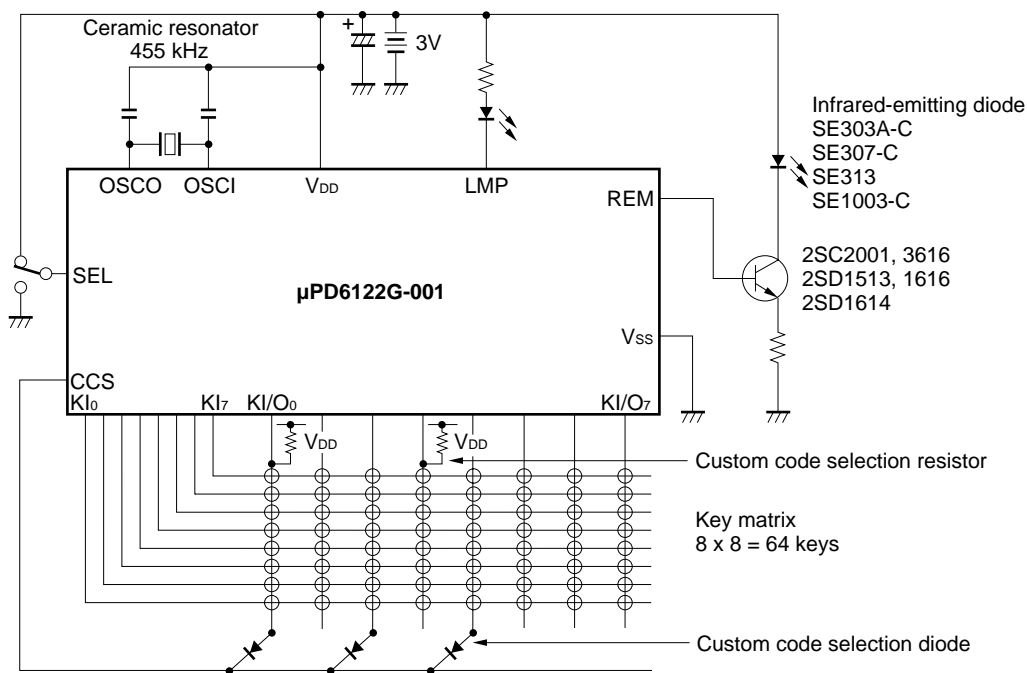 Ceramic resonator
455 kHz
+
3V
Infrared-emitting diode
SE303A-C
SE307-C
SE313
SE1003-C
OSCO
OSCI
VDD
LMP
REM
SEL
µPD6122G-001
2SC2001, 3616
2SD1513, 1616
2SD1614
VSS
CCS
KI0
KI7
KI/O0
KI/O7
VDD
VDD
Custom code selection resistor
Key matrix
8 x 8 = 64 keys
Custom code selection diode